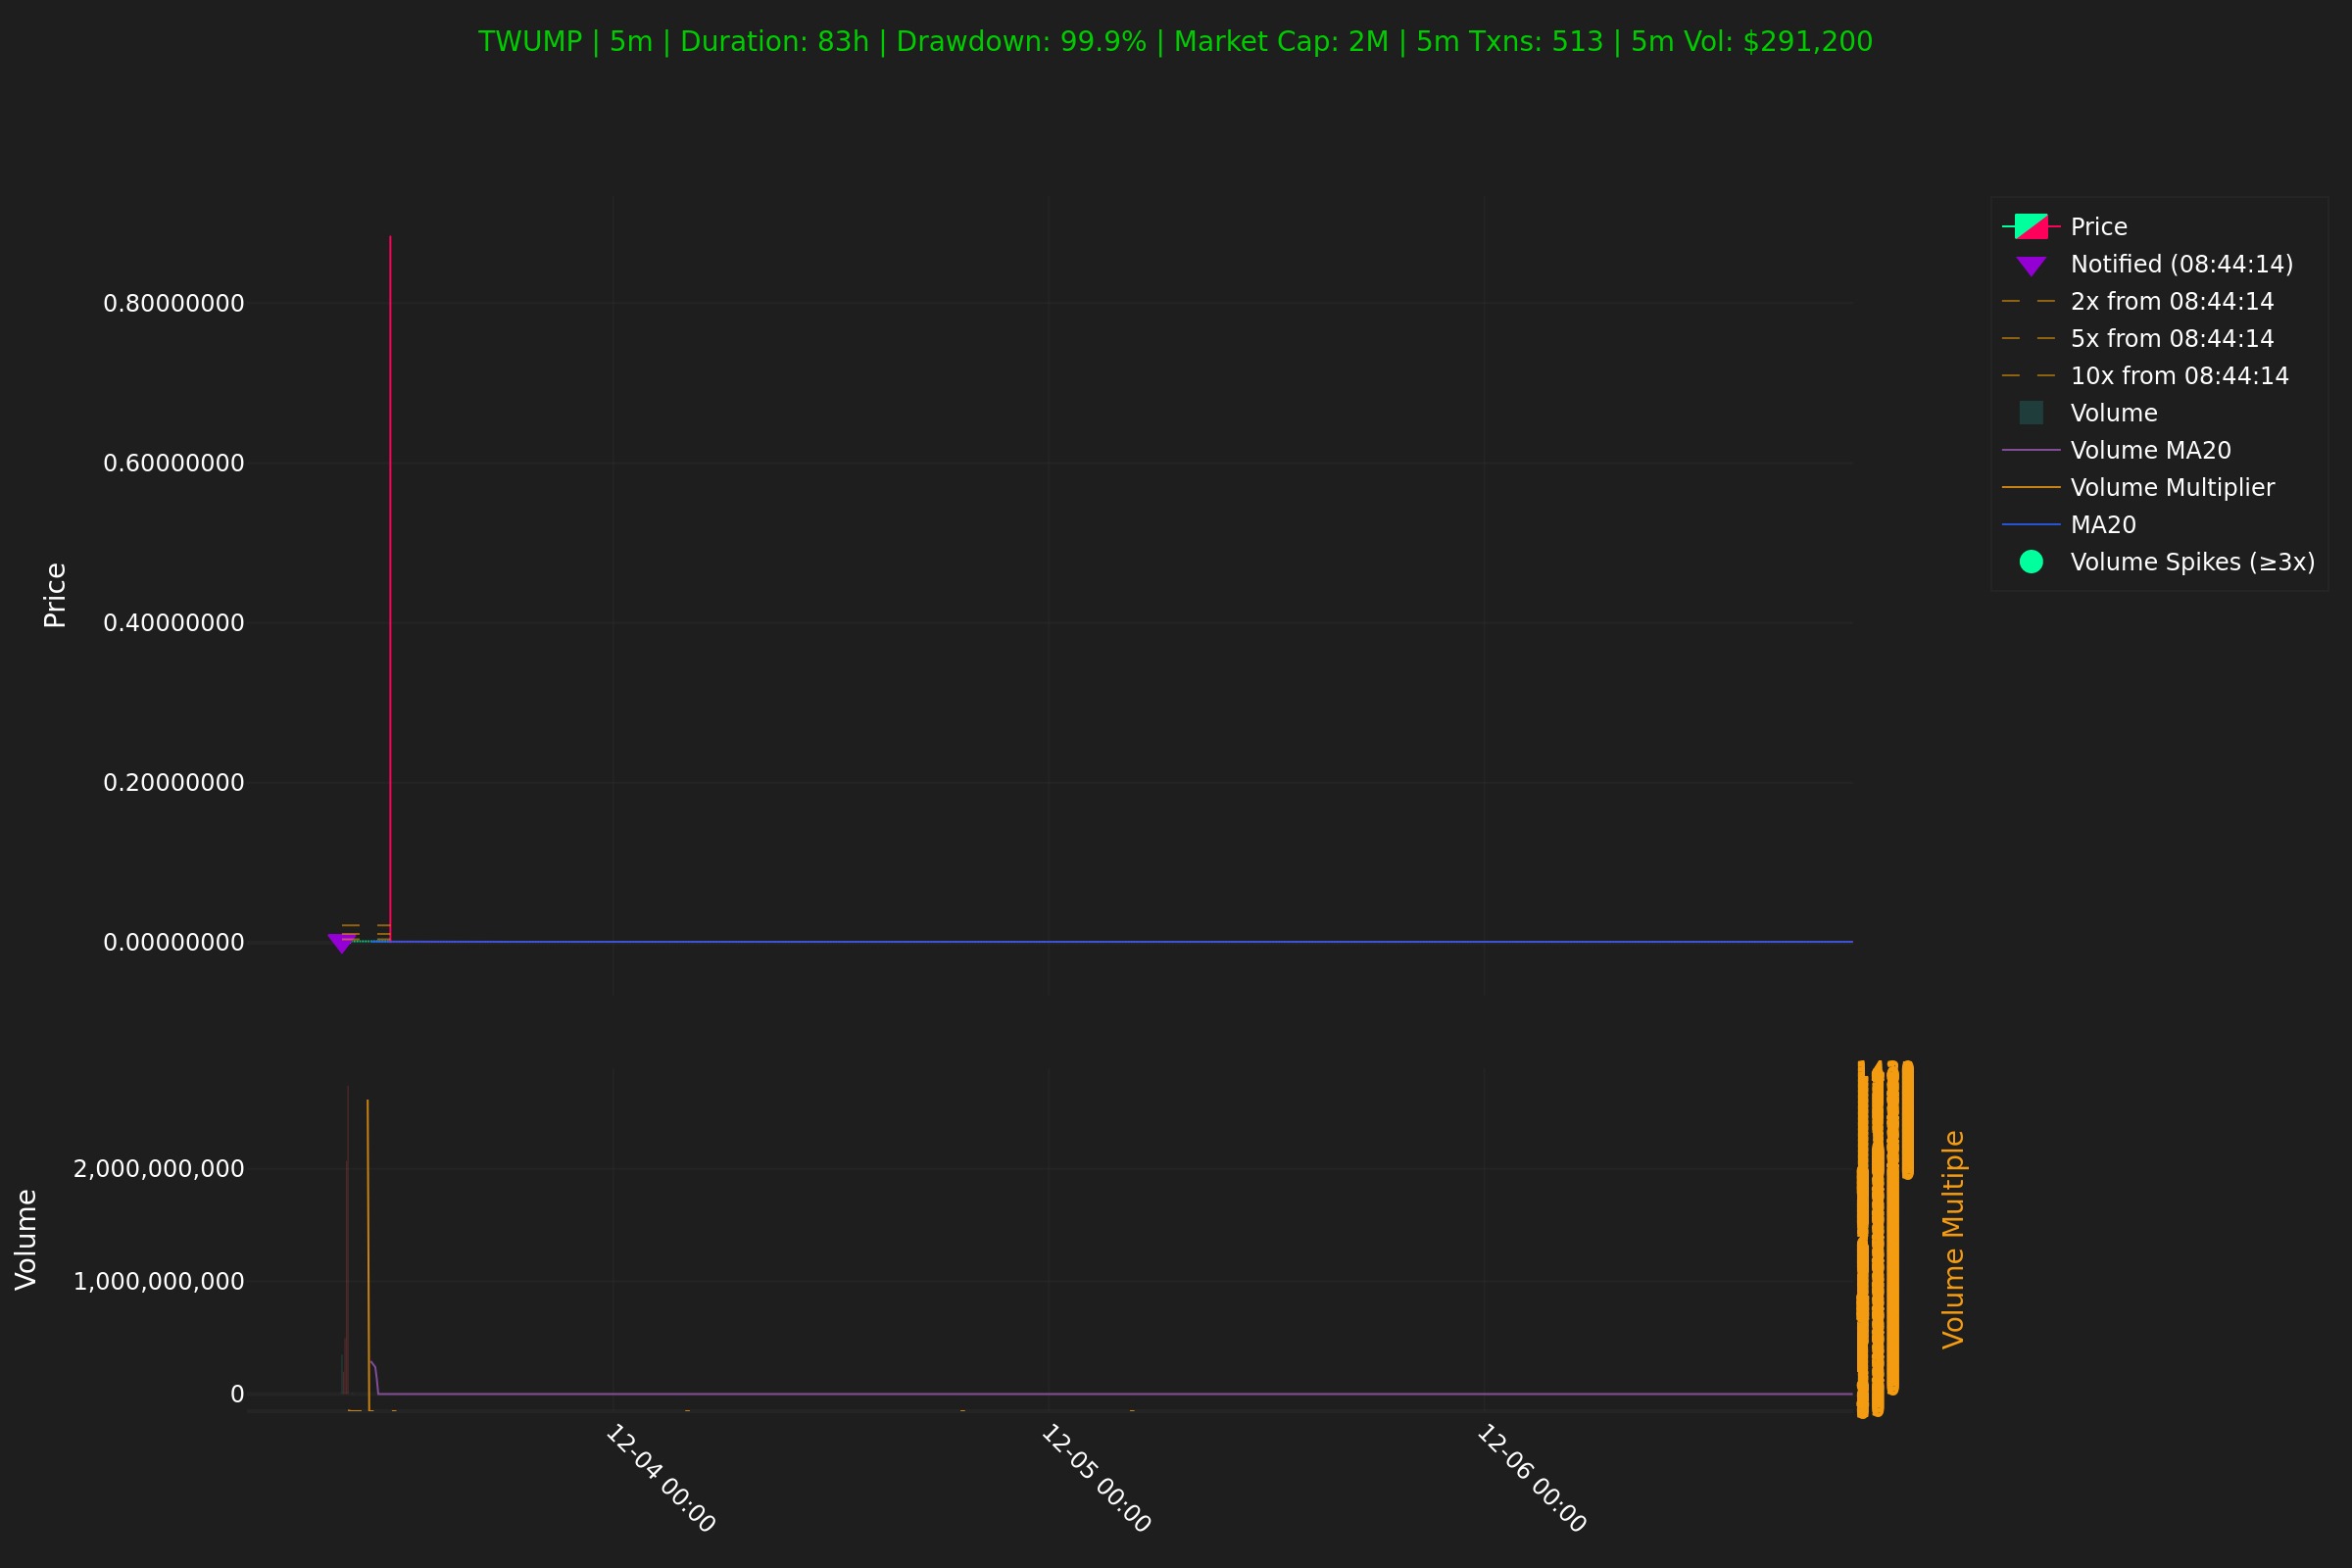 TWUMP | 5m | Duration: 83h | Drawdown: 99.9% | Market Cap: 2M | 5m Txns: 513 | 5m Vol: $291,200
Price
0.80000000
0.60000000
0.40000000
0.20000000
0.00000000
Price
Notified (08:44:14)
2x from 08:44:14
5x from 08:44:14
10x from 08:44:14
Volume
Volume MA20
Volume Multiplier
MA20
Volume Spikes (≥3x)
Volume
2,000,000,000
1,000,000,000
0
Volume Multiple
12-04 00:00
12-05 00:00
12-06 00:00